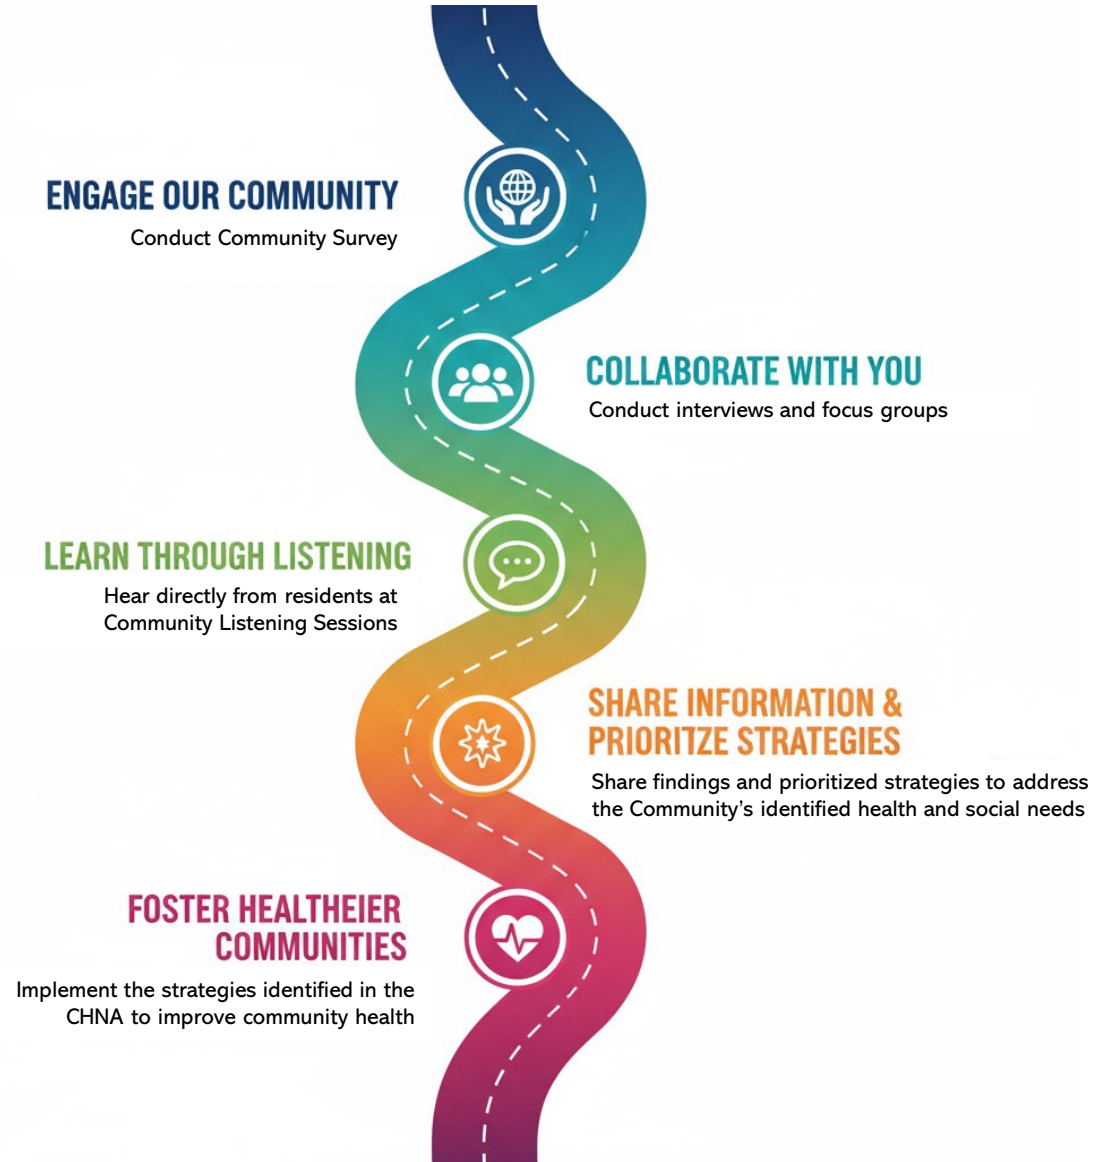 ENGAGE OUR COMMUNITY
Conduct Community Survey
COLLABORATE WITH YOU
Conduct interviews and focus groups
LEARN THROUGH LISTENING
Hear directly from residents at
Community Listening Sessions
SHARE INFORMATION &
PRIORITZE STRATEGIES
Share findings and prioritized strategies to address
the Community’s identified health and social needs
FOSTER HEALTHEIER
COMMUNITIES
Implement the strategies identified in the
CHNA to improve community health